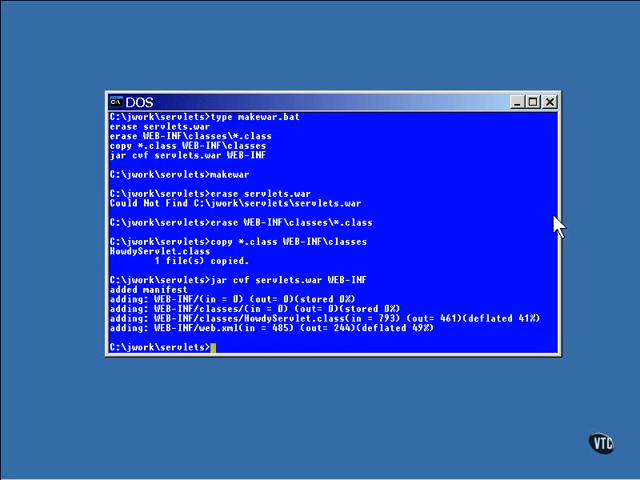 C:\ DOS
C:\jwork\servlets>type makewar.bat
erase servlets.war
erase WEB-INF\classes\*.class
copy *.class WEB-INF\classes
jar cvf servlets.war WEB-INF
C:\jwork\servlets>makewar
C:\jwork\servlets>erase servlets.war
Could Not Find C:\jwork\servlets\servlets.war
C:\jwork\servlets>erase WEB-INF\classes\*.class
C:\jwork\servlets>copy *.class WEB-INF\classes
HowdyServlet.class
1 file(s) copied.
C:\jwork\servlets>jar cvf servlets.war WEB-INF
added manifest
adding: WEB-INF/(in = 0) (out= 0)(stored 0%)
adding: WEB-INF/classes/(in = 0) (out= 0)(stored 0%)
adding: WEB-INF/classes/HowdyServlet.class(in = 793) (out= 461)(deflated 41%)
adding: WEB-INF/web.xml(in = 485) (out= 244)(deflated 49%)
C:\jwork\servlets>
VTC